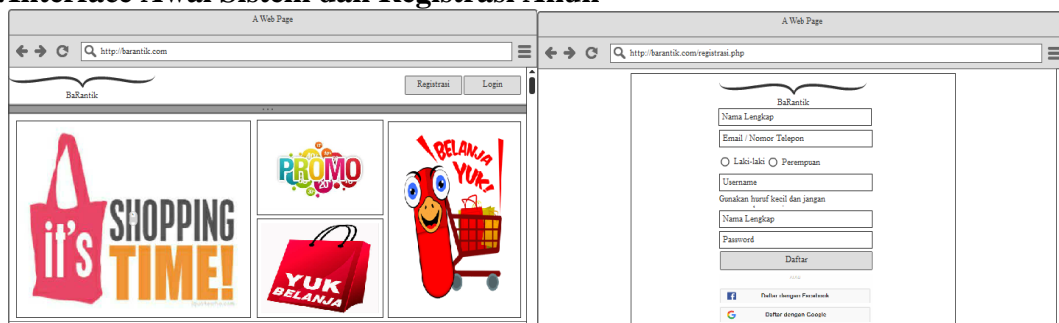 Interface Awal Sistem dan Registrasi Akun
A Web Page
http://barantik.com
BaRantik
Registrasi
Login
it's
SHOPPING
TIME!
PROMO
YUK
BELANJA
BELANJA
YUK!
A Web Page
http://barantik.com/registrasi.php
BaRantik
Nama Lengkap
Email / Nomor Telepon
Laki-laki
Perempuan
Username
Gunakan huruf kecil dan jangan
Nama Lengkap
Password
Daftar
Daftar dengan Facebook
Daftar dengan Google